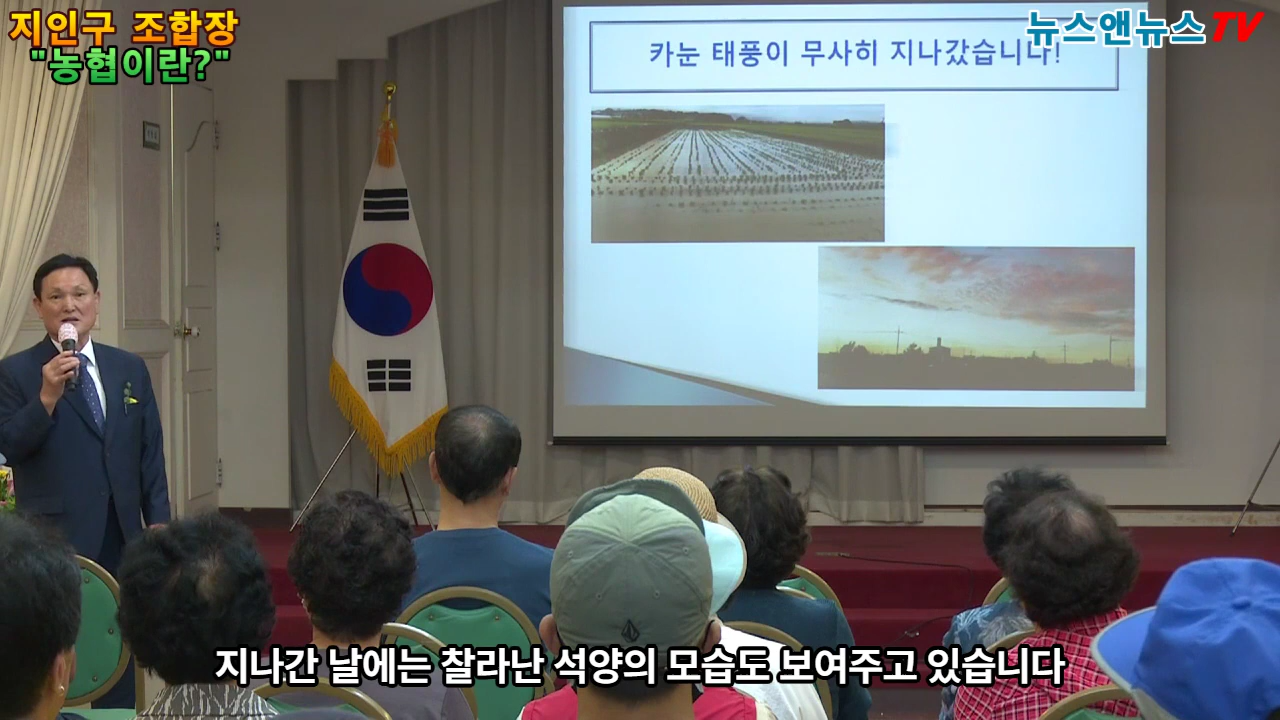 지인구 조합장
"농협이란?"
뉴스앤뉴스TV
카눈 태풍이 무사히 지나갔습니다!
지나간 날에는 찰라난 석양의 모습도 보여주고 있습니다